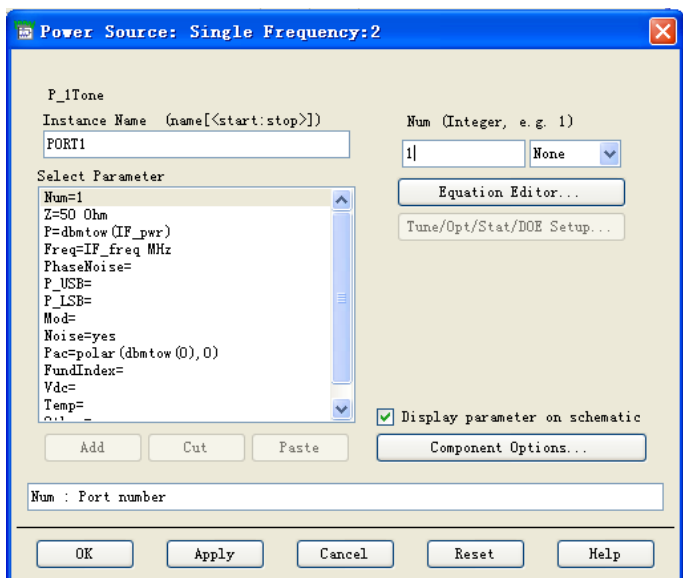 Power Source: Single Frequency:2
P_1Tone
Instance Name (name[<start:stop>])
PORT1
Num (Integer, e.g. 1)
1
None
Select Parameter
Num=1
Z=50 Ohm
P=dbmtow(IF_pwr)
Freq=IF_freq MHz
PhaseNoise=
P_USB=
P_LSB=
Mod=
Noise=yes
Pac=polar(dbmtow(0),0)
FundIndex=
Vdc=
Temp=
Equation Editor...
Tune/Opt/Stat/DOE Setup...
Display parameter on schematic
Add
Cut
Paste
Component Options...
Num : Port number
OK
Apply
Cancel
Reset
Help